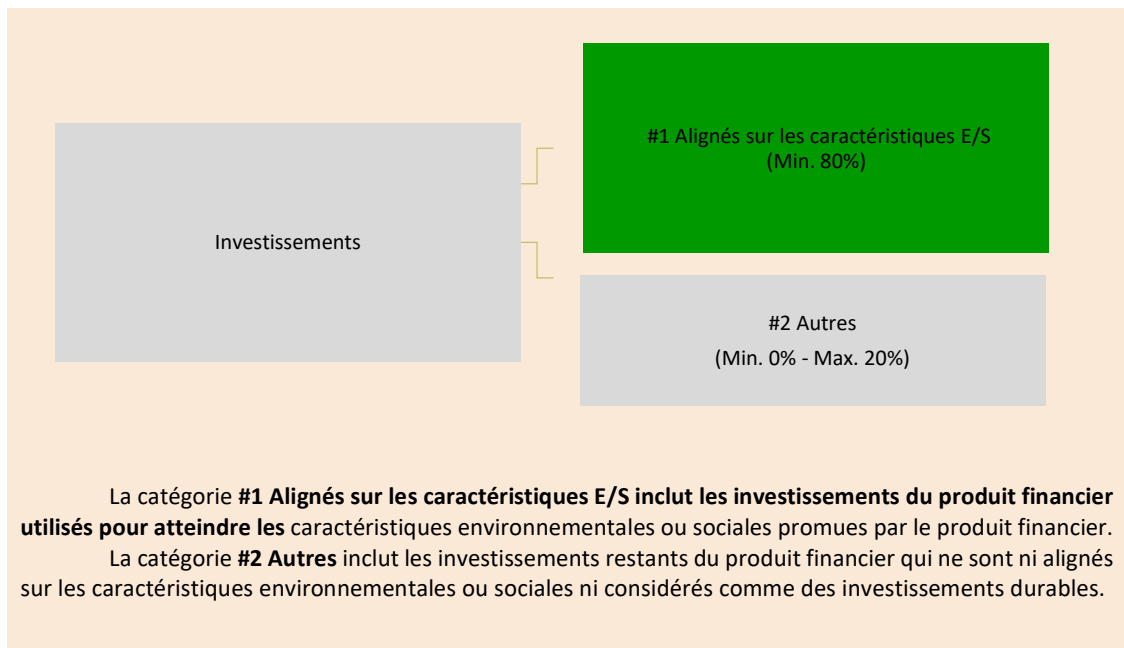 #1 Alignés sur les caractéristiques E/S
(Min. 80%)
Investissements
#2 Autres
(Min. 0% - Max. 20%)
La catégorie #1 Alignés sur les caractéristiques E/S inclut les investissements du produit financier
utilisés pour atteindre les caractéristiques environnementales ou sociales promues par le produit financier.
La catégorie #2 Autres inclut les investissements restants du produit financier qui ne sont ni alignés
sur les caractéristiques environnementales ou sociales ni considérés comme des investissements durables.